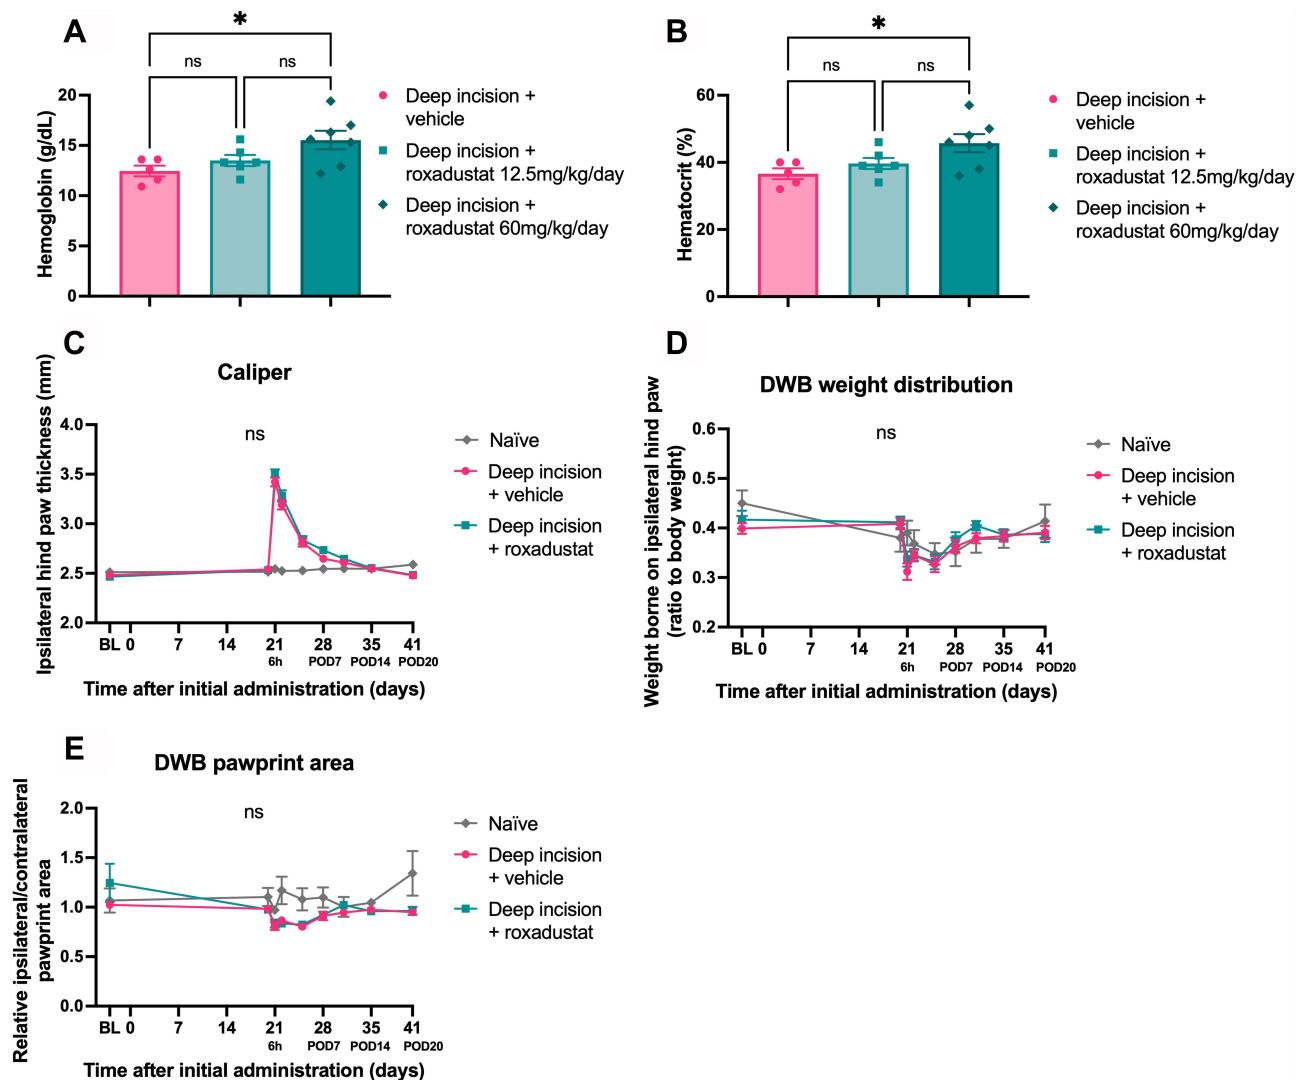 A
*
ns
ns
20
15
10
5
0
Hemoglobin (g/dL)
Deep incision +
vehicle
Deep incision +
roxadustat 12.5mg/kg/day
Deep incision +
roxadustat 60mg/kg/day
B
*
ns
ns
60
40
20
0
Hematocrit (%)
Deep incision +
vehicle
Deep incision +
roxadustat 12.5mg/kg/day
Deep incision +
roxadustat 60mg/kg/day
C
Caliper
ns
4.0
3.5
3.0
2.5
2.0
Ipsilateral hind paw thickness (mm)
BL 0 7 14 21 28 35 41
6h POD7 POD14 POD20
Time after initial administration (days)
Naïve
Deep incision
+ vehicle
Deep incision
+ roxadustat
D
DWB weight distribution
ns
0.6
0.5
0.4
0.3
0.2
Weight borne on ipsilateral hind paw
(ratio to body weight)
BL 0 7 14 21 28 35 41
6h POD7 POD14 POD20
Time after initial administration (days)
Naïve
Deep incision
+ vehicle
Deep incision
+ roxadustat
E
DWB pawprint area
ns
2.0
1.5
1.0
0.5
0.0
Relative ipsilateral/contralateral
pawprint area
BL 0 7 14 21 28 35 41
6h POD7 POD14 POD20
Time after initial administration (days)
Naïve
Deep incision
+ vehicle
Deep incision
+ roxadustat